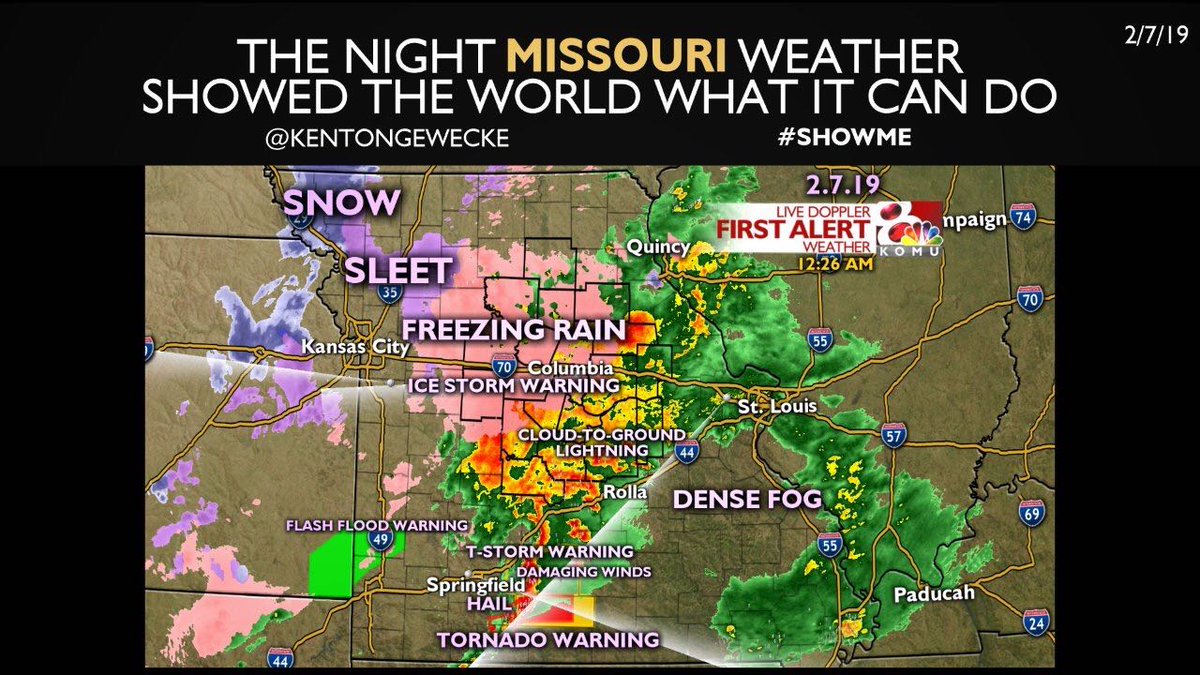 2/7/19
THE NIGHT MISSOURI WEATHER
SHOWED THE WORLD WHAT IT CAN DO
@KENTONGEWECKE #SHOWME
SNOW
2.7.19
LIVE DOPPLER
FIRST ALERT
WEATHER
8
KOMU
12:26 AM
mpaign
74
29
Quincy
SLEET
35
70
FREEZING RAIN
Kansas City
55
70
Columbia
ICE STORM WARNING
St. Louis
CLOUD-TO-GROUND
LIGHTNING
44
57
Rolla
DENSE FOG
69
FLASH FLOOD WARNING
49
T-STORM WARNING
55
DAMAGING WINDS
Springfield
HAIL
Paducah
24
TORNADO WARNING
44